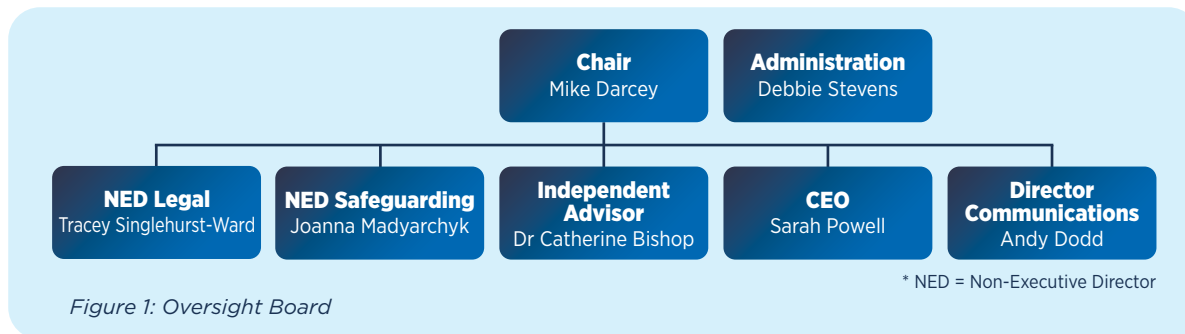 Chair
Mike Darcey
Administration
Debbie Stevens
NED Legal
Tracey Singlehurst-Ward
NED Safeguarding
Joanna Madyarchyk
Independent
Advisor
Dr Catherine Bishop
CEO
Sarah Powell
Director
Communications
Andy Dodd
* NED = Non-Executive Director
Figure 1: Oversight Board